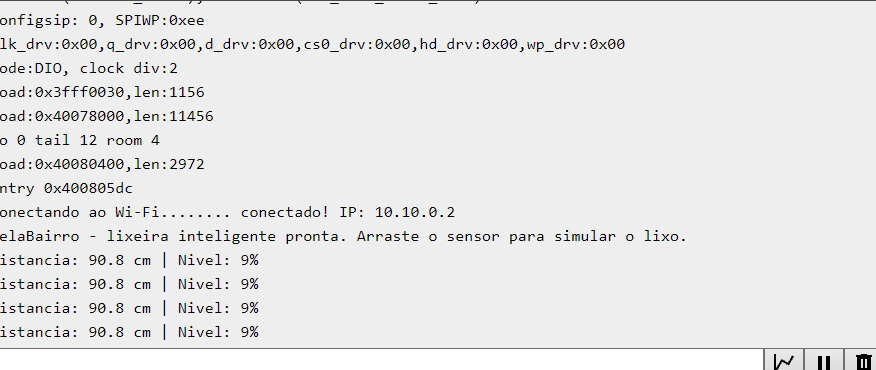 onfigsip: 0, SPIWP:0xee
lk_drv:0x00,q_drv:0x00,d_drv:0x00,cs0_drv:0x00,hd_drv:0x00,wp_drv:0x00
ode:DIO, clock div:2
oad:0x3fff0030,len:1156
oad:0x40078000,len:11456
o 0 tail 12 room 4
oad:0x40080400,len:2972
ntry 0x400805dc
onectando ao Wi-Fi........ conectado! IP: 10.10.0.2
elaBairro - lixeira inteligente pronta. Arraste o sensor para simular o lixo.
istancia: 90.8 cm | Nivel: 9%
istancia: 90.8 cm | Nivel: 9%
istancia: 90.8 cm | Nivel: 9%
istancia: 90.8 cm | Nivel: 9%